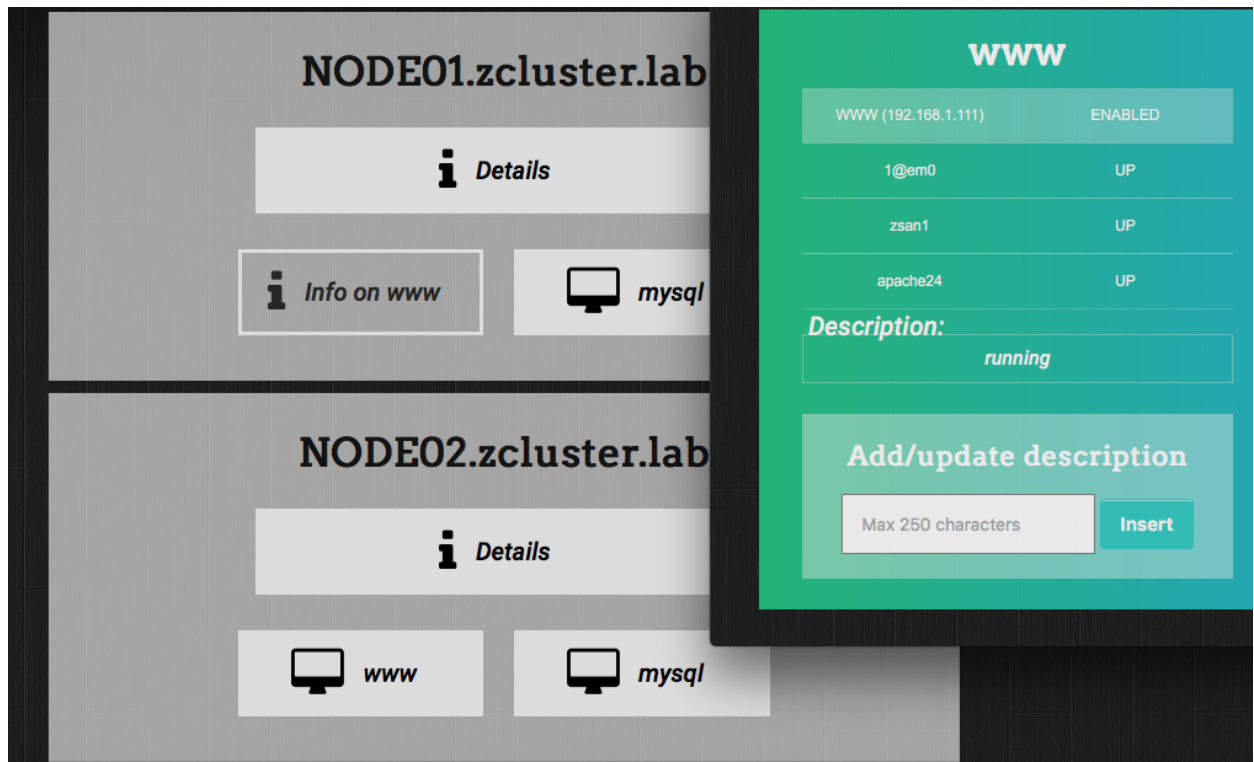 NODE01.zcluster.lab
Details
Info on www
mysql
NODE02.zcluster.lab
Details
www
mysql
www
WWW (192.168.1.111) ENABLED
1@em0 UP
zsan1 UP
apache24 UP
Description:
running
Add/update description
Max 250 characters
Insert